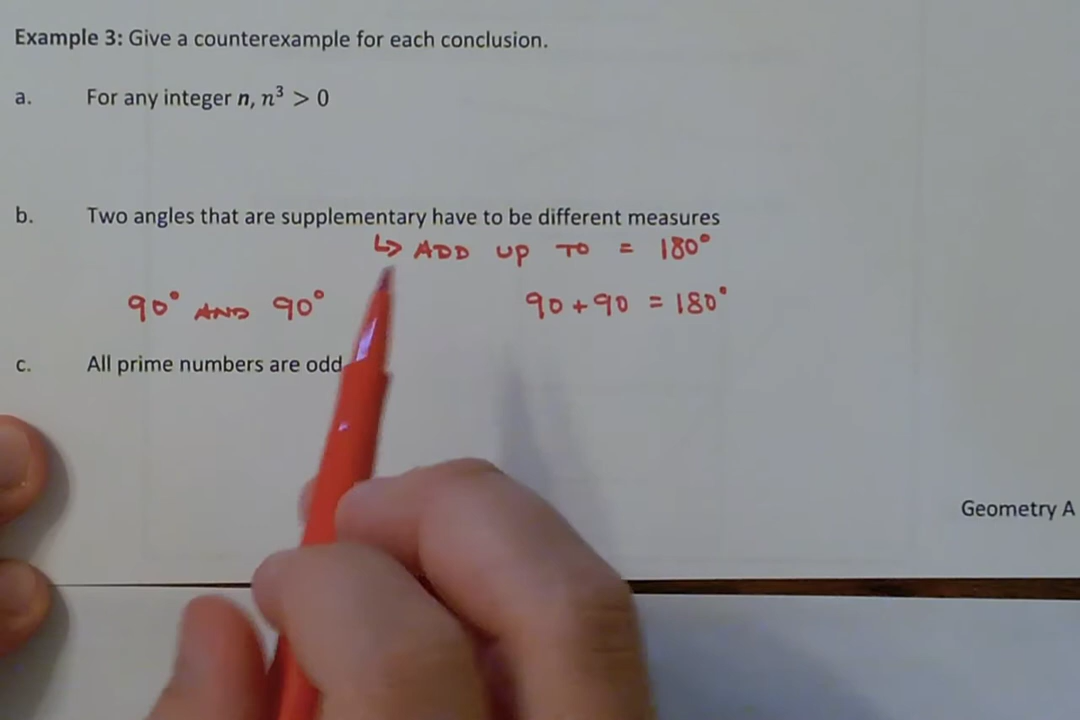 Example 3: Give a counterexample for each conclusion.
a. For any integer n, n³ > 0
b. Two angles that are supplementary have to be different measures
↳ ADD UP TO = 180°
90° AND 90° 90 + 90 = 180°
c. All prime numbers are odd
Geometry A